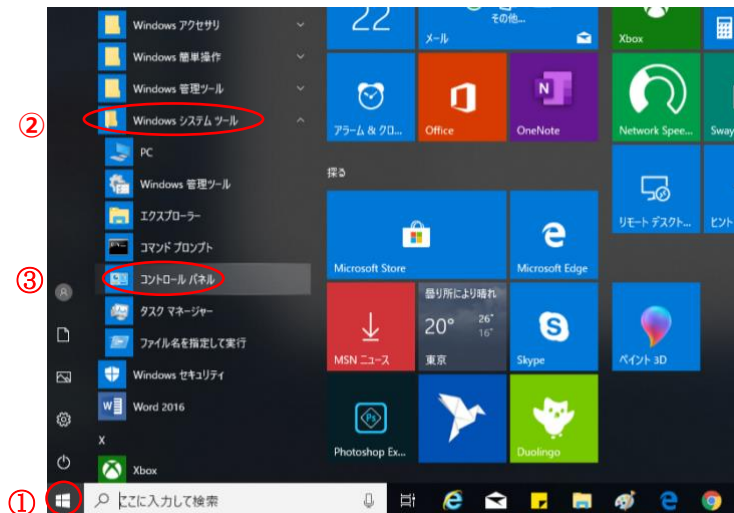 Windows アクセサリ
Windows 簡単操作
Windows 管理ツール
② Windows システム ツール
PC
Windows 管理ツール
エクスプローラー
コマンド プロンプト
③ コントロール パネル
タスク マネージャー
ファイル名を指定して実行
Windows セキュリティ
Word 2016
X
Xbox
① ここに入力して検索
22
その他...
メール
Xbox
アラーム & クロ...
Office
OneNote
Network Spee...
Sway
探る
Microsoft Store
Microsoft Edge
リモート デスクト...
ヒント
MSN ニュース
曇り所により晴れ
20° 26°
16°
東京
Skype
ペイント 3D
Photoshop Ex...
Duolingo